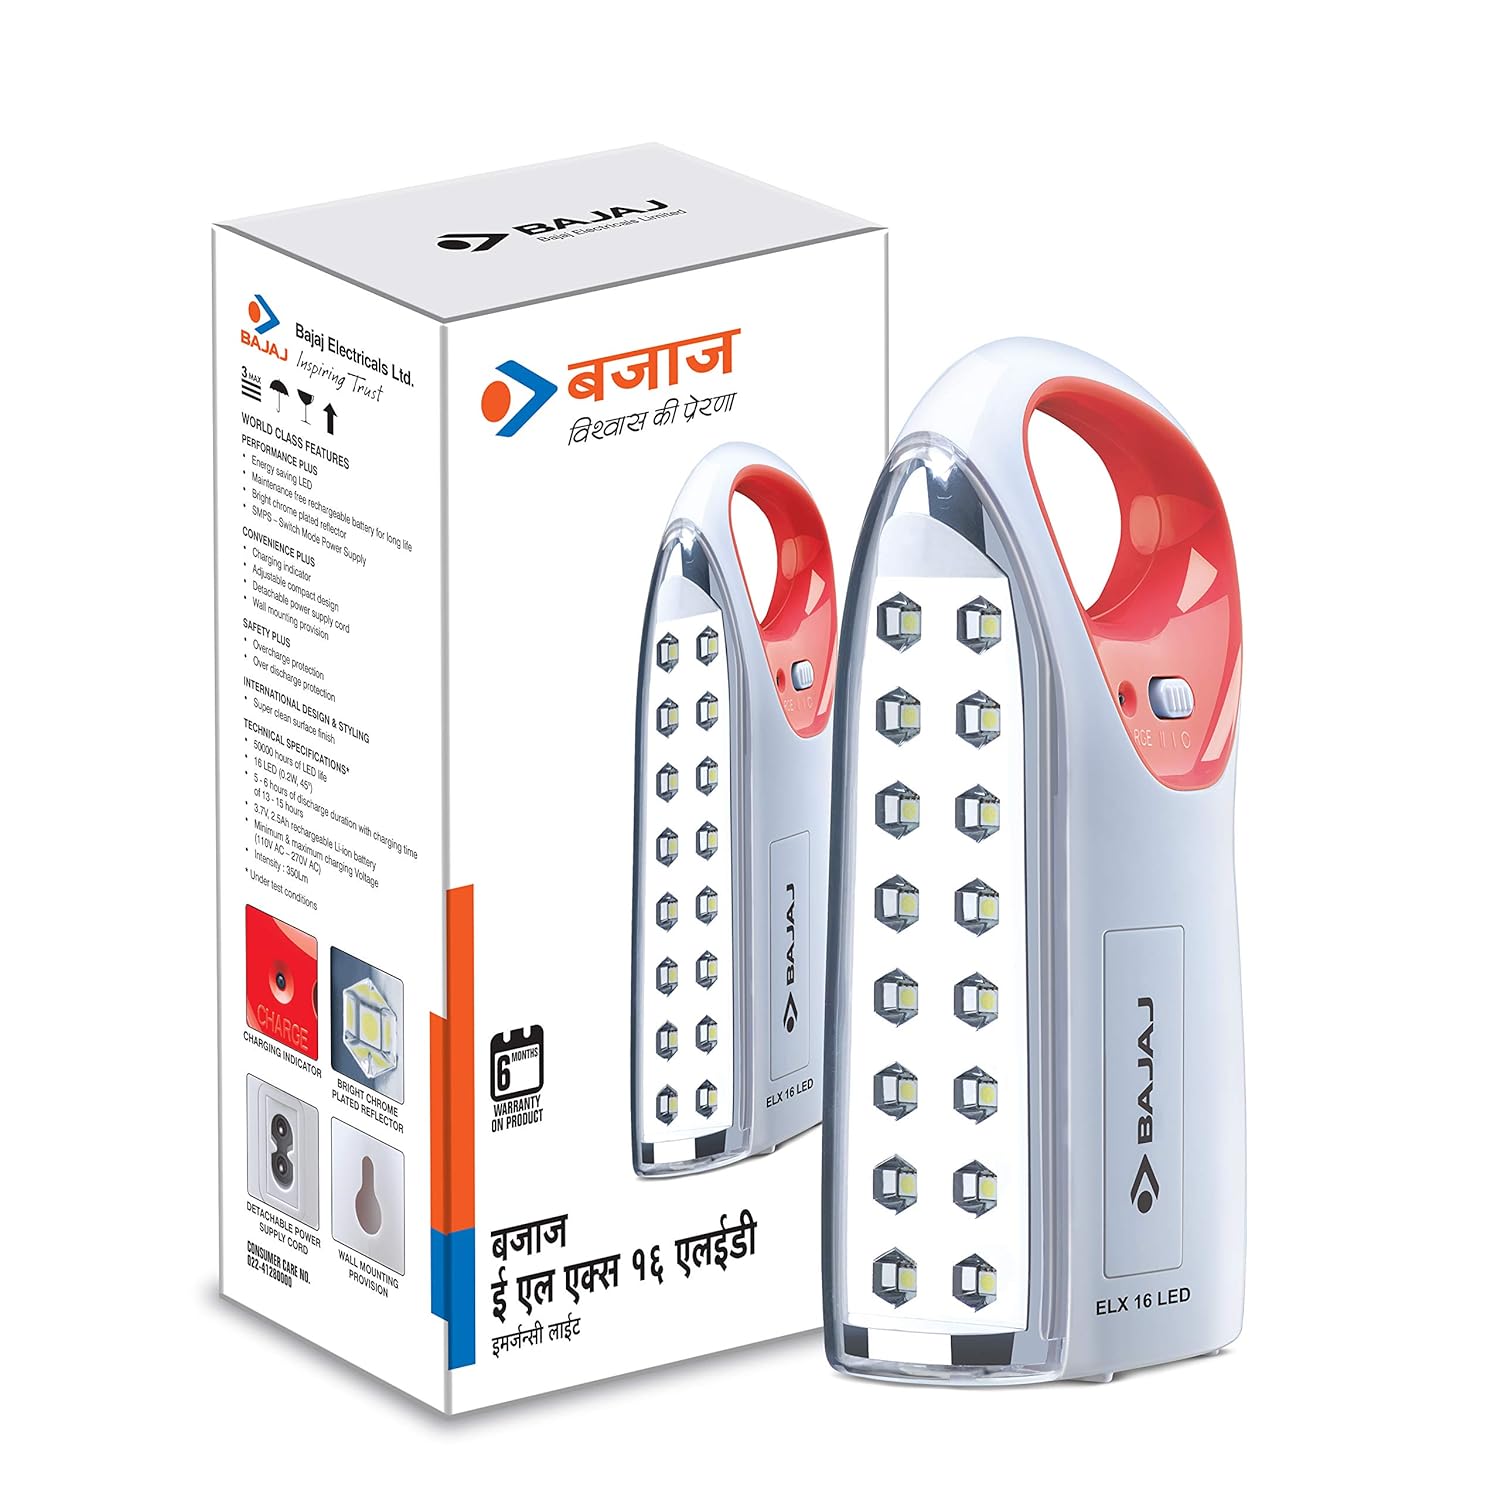 BAJAJ
Bajaj Electricals Limited
BAJAJ
Bajaj Electricals Ltd.
Inspiring Trust
3 MAX
WORLD CLASS FEATURES
PERFORMANCE PLUS
• Energy saving LED
• Maintenance free rechargeable battery for long life
• Bright chrome plated reflector
• SMPS – Switch Mode Power Supply
CONVENIENCE PLUS
• Charging indicator
• Adjustable compact design
• Detachable power supply cord
• Wall mounting provision
SAFETY PLUS
• Overcharge protection
• Over discharge protection
INTERNATIONAL DESIGN & STYLING
• Super clean surface finish
TECHNICAL SPECIFICATIONS*
• 50000 hours of LED life
• 16 LED (0.2W, 45°)
• 5 - 6 hours of discharge duration with charging time
of 13 - 15 hours
• 3.7V, 2.5Ah rechargeable Li-ion battery
• Minimum & maximum charging Voltage
(110V AC – 270V AC)
• Intensity : 350Lm
* Under test conditions
CHARGE
CHARGING INDICATOR
BRIGHT CHROME
PLATED REFLECTOR
DETACHABLE POWER
SUPPLY CORD
WALL MOUNTING
PROVISION
CONSUMER CARE NO.
022-41280000
बजाज
विश्वास की प्रेरणा
RGE I I O
BAJAJ
ELX 16 LED
6 MONTHS
WARRANTY
ON PRODUCT
बजाज
ई एल एक्स १६ एलईडी
इमर्जन्सी लाईट
RGE II I O
BAJAJ
ELX 16 LED